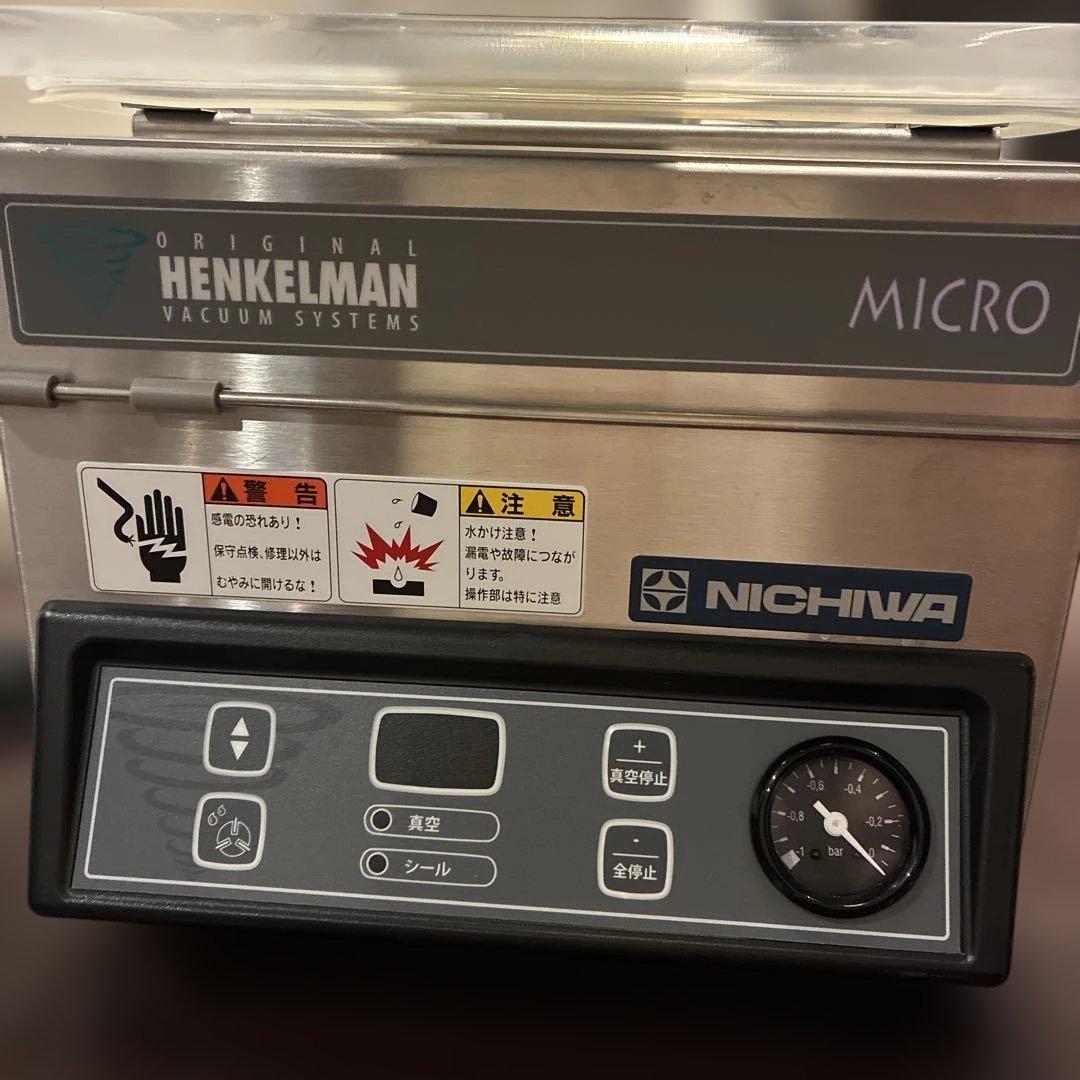 ORIGINAL
HENKELMAN
VACUUM SYSTEMS
MICRO
警告
感電の恐れあり！
保守点検、修理以外は
むやみに開けるな！
注意
水かけ注意！
漏電や故障につなが
ります。
操作部は特に注意
NICHIWA
+
真空停止
真空
シール
-
全停止
-0,6
-0,4
-0,8
-0,2
-1
bar
0